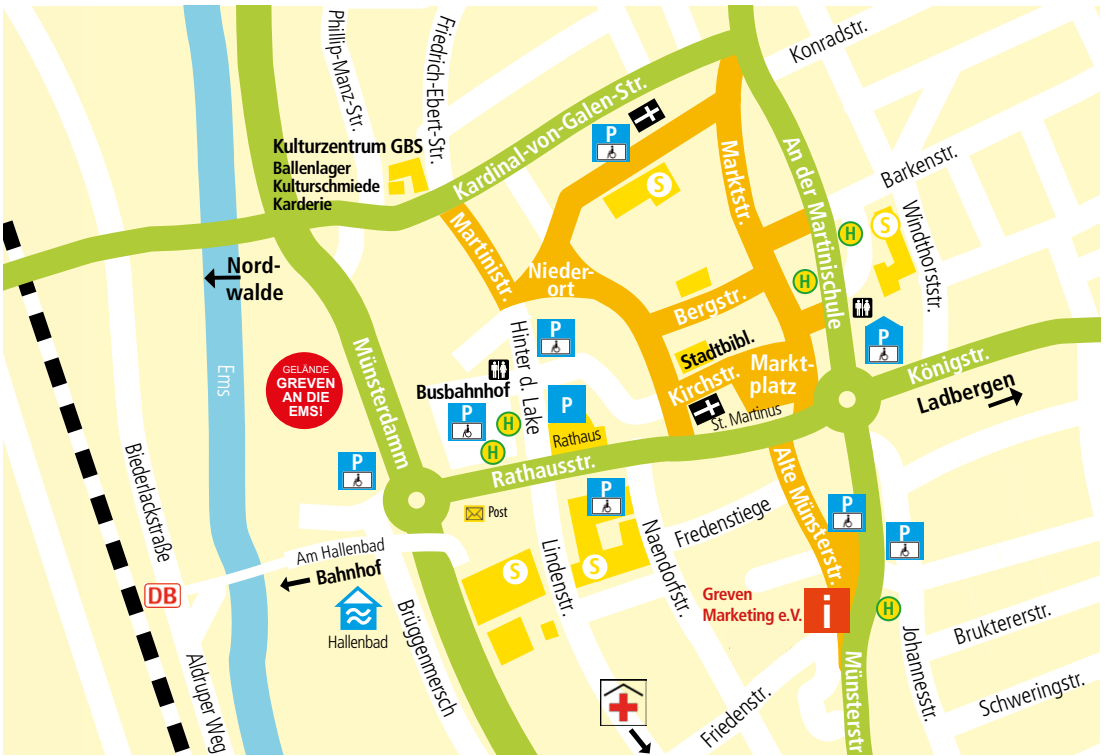 Phillip-Manz-Str.
Friedrich-Ebert-Str.
Konradstr.
Kardinal-von-Galen-Str.
P
An der Martinischule
Barkenstr.
Kulturzentrum GBS
Ballenlager
Kulturschmiede
Karderie
Marktstr.
S
Windthorststr.
S
H
Martinistr.
Nieder-
ort
Nord-
walde
Bergstr.
H
Hinter d. Lake
P
P
Stadtbibl.
Königstr.
Ladbergen
Münsterdamm
Ems
GELÄNDE
GREVEN
AN DIE
EMS!
Busbahnhof
P
H
H
P
Rathaus
Kirchstr.
Markt-
platz
St. Martinus
Rathausstr.
Biederlackstraße
P
Post
P
Alte Münsterstr.
P
P
Fredenstiege
Naendorfstr.
Lindenstr.
S
S
Am Hallenbad
Bahnhof
DB
Hallenbad
Brüggenmersch
Greven
Marketing e.V.
i
H
Johannesstr.
Bruktererstr.
Schweringstr.
Aldruper Weg
Friedenstr.
Münsterstr